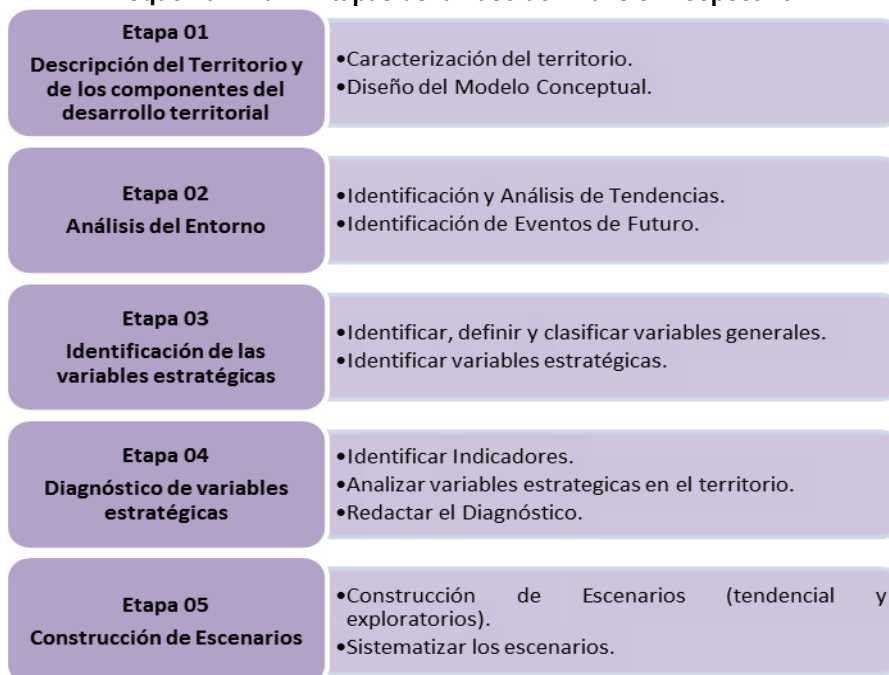 Etapa 01
Descripción del Territorio y
de los componentes del
desarrollo territorial
•Caracterización del territorio.
•Diseño del Modelo Conceptual.
Etapa 02
Análisis del Entorno
•Identificación y Análisis de Tendencias.
•Identificación de Eventos de Futuro.
Etapa 03
Identificación de las
variables estratégicas
•Identificar, definir y clasificar variables generales.
•Identificar variables estratégicas.
Etapa 04
Diagnóstico de variables
estratégicas
•Identificar Indicadores.
•Analizar variables estrategicas en el territorio.
•Redactar el Diagnóstico.
Etapa 05
Construcción de Escenarios
•Construcción de Escenarios (tendencial y
exploratorios).
•Sistematizar los escenarios.